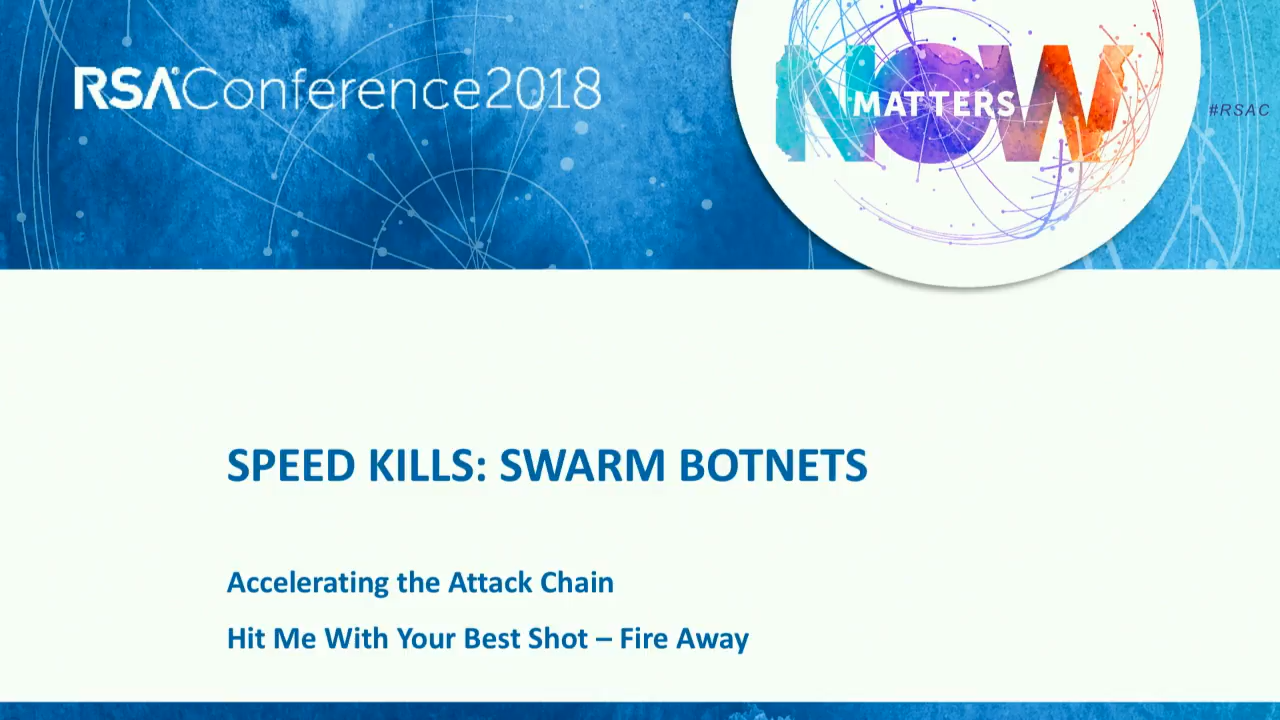 RSAConference2018
NOW
MATTERS
#RSAC
SPEED KILLS: SWARM BOTNETS
Accelerating the Attack Chain
Hit Me With Your Best Shot – Fire Away